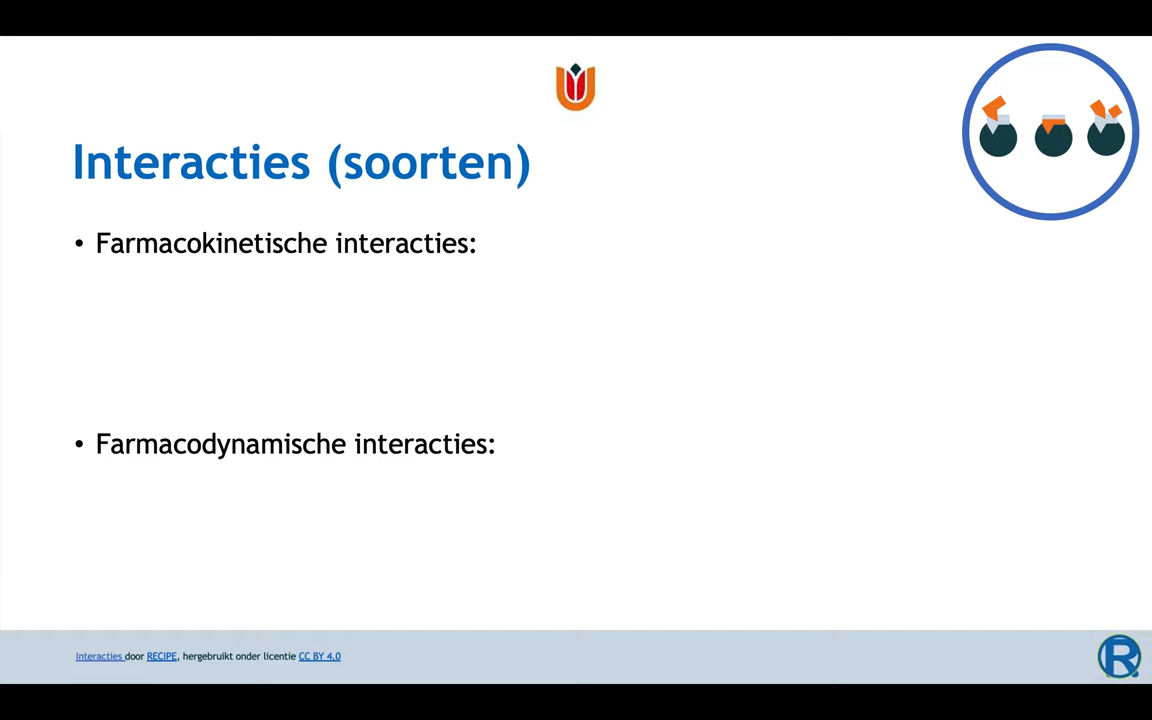 Interacties (soorten)
• Farmacokinetische interacties:
• Farmacodynamische interacties:
Interacties door RECIPE, hergebruikt onder licentie CC BY 4.0
R